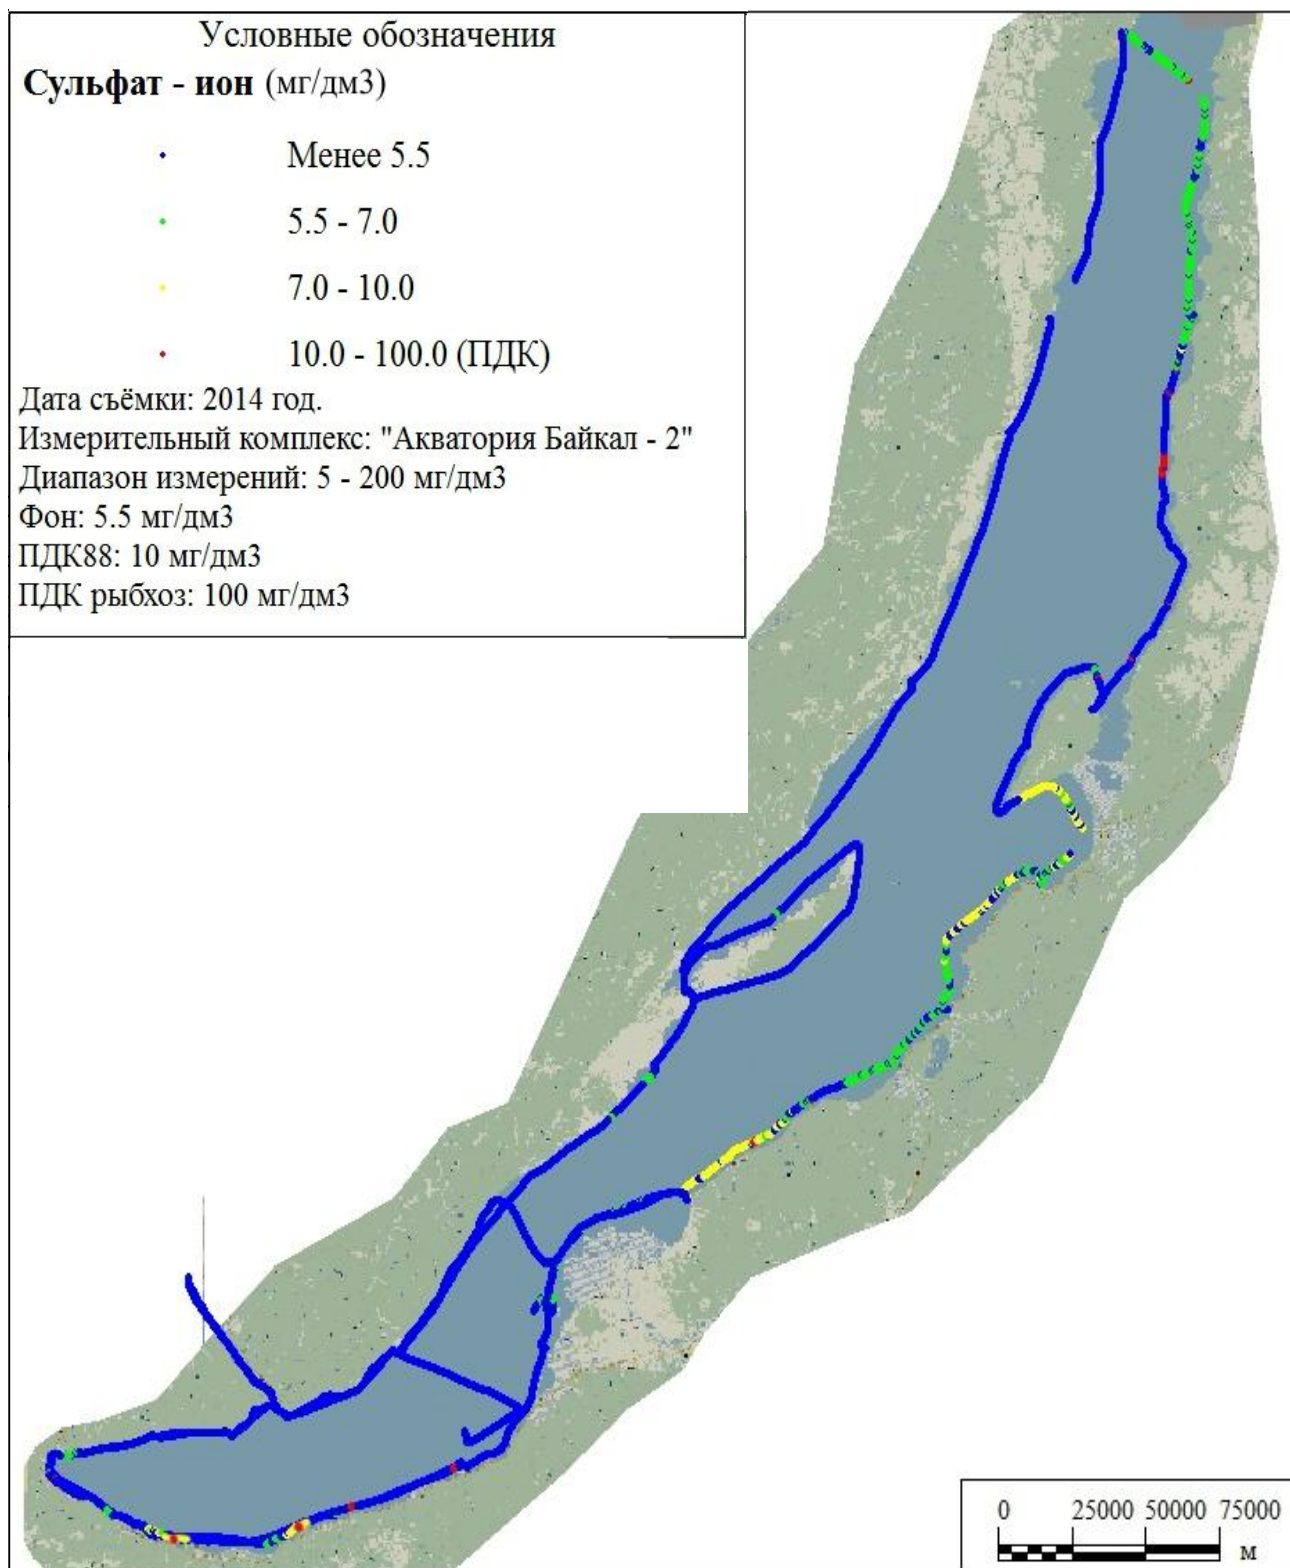 Условные обозначения
Сульфат - ион (мг/дм3)
Менее 5.5
5.5 - 7.0
7.0 - 10.0
10.0 - 100.0 (ПДК)
Дата съёмки: 2014 год.
Измерительный комплекс: "Акватория Байкал - 2"
Диапазон измерений: 5 - 200 мг/дм3
Фон: 5.5 мг/дм3
ПДК88: 10 мг/дм3
ПДК рыбхоз: 100 мг/дм3
0 25000 50000 75000
м